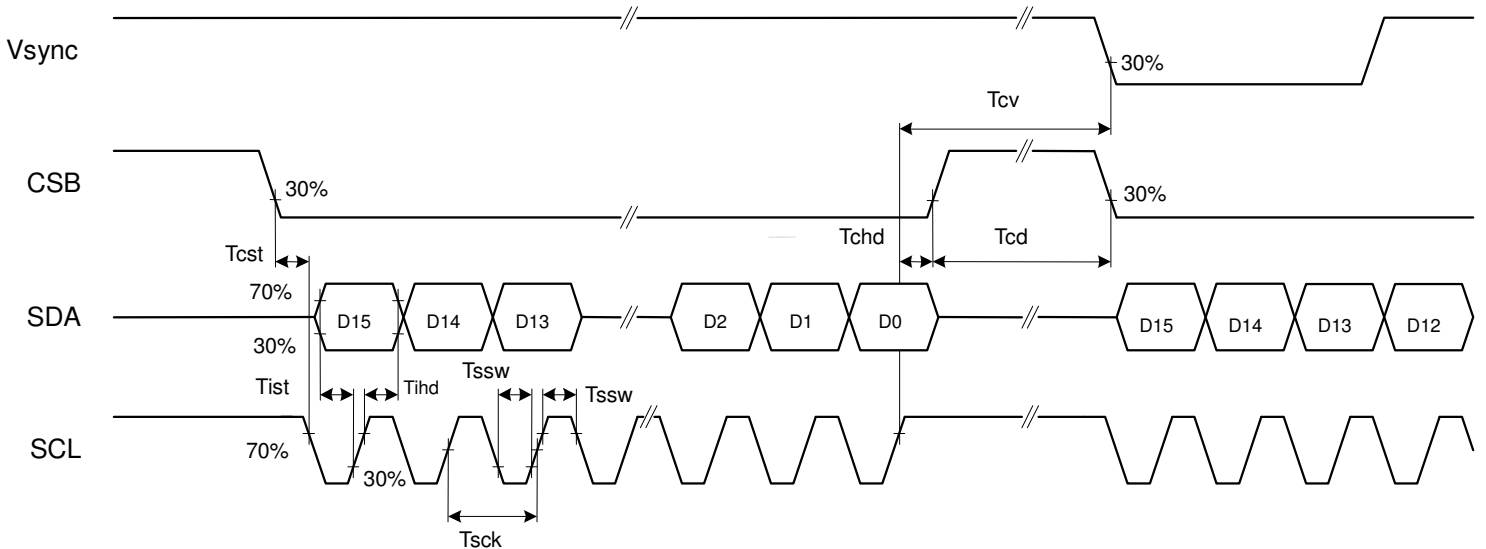 Vsync
30%
Tcv
CSB
30%
30%
Tcst
Tchd
Tcd
70%
SDA
D15
D14
D13
D2
D1
D0
D15
D14
D13
D12
30%
Tist
Tihd
Tssw
Tssw
SCL
70%
30%
Tsck